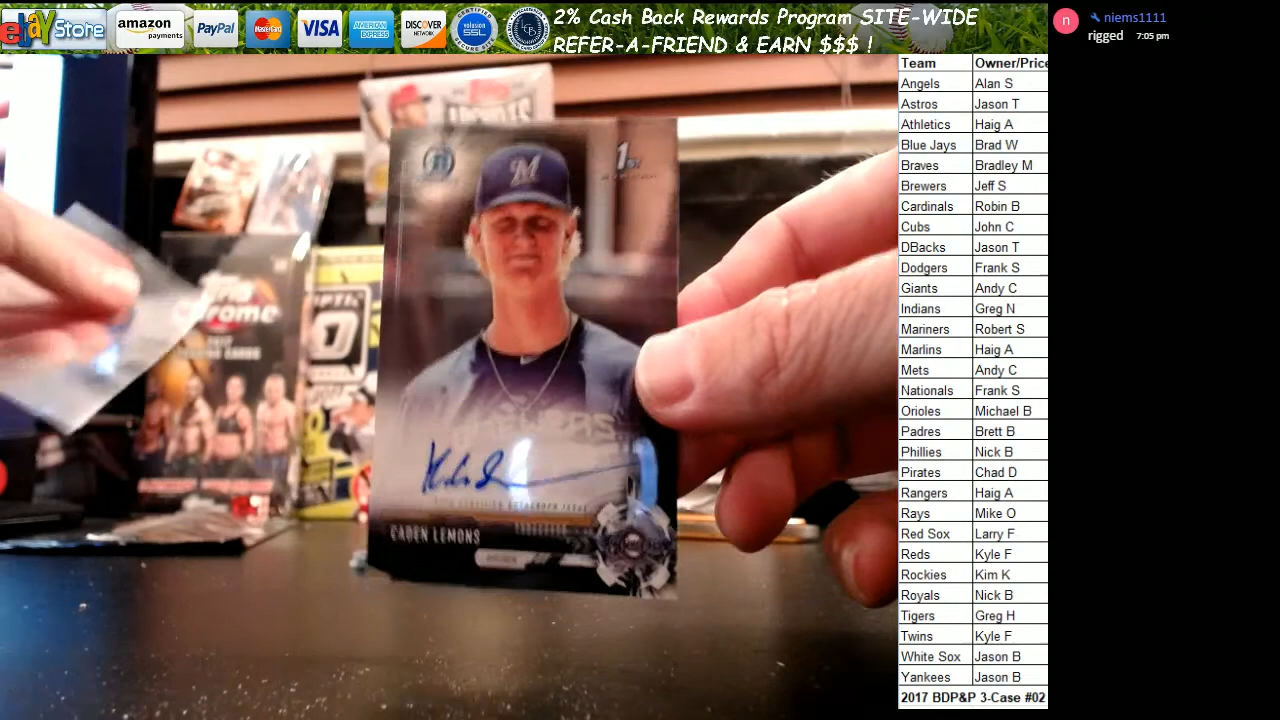 ebay Store
amazon
payments
PayPal
MasterCard
VISA
AMERICAN
EXPRESS
DISCOVER
NETWORK
volusion
SSL
2% Cash Back Rewards Program SITE-WIDE
REFER-A-FRIEND & EARN $$$ !
n niems1111
rigged 7:05 pm
Team Owner/Price
Angels Alan S
Astros Jason T
Athletics Haig A
Blue Jays Brad W
Braves Bradley M
Brewers Jeff S
Cardinals Robin B
Cubs John C
DBacks Jason T
Dodgers Frank S
Giants Andy C
Indians Greg N
Mariners Robert S
Marlins Haig A
Mets Andy C
Nationals Frank S
Orioles Michael B
Padres Brett B
Phillies Nick B
Pirates Chad D
Rangers Haig A
Rays Mike O
Red Sox Larry F
Reds Kyle F
Rockies Kim K
Royals Nick B
Tigers Greg H
Twins Kyle F
White Sox Jason B
Yankees Jason B
2017 BDP&P 3-Case #02
M
1st
Topps
Chrome
CADEN LEMONS